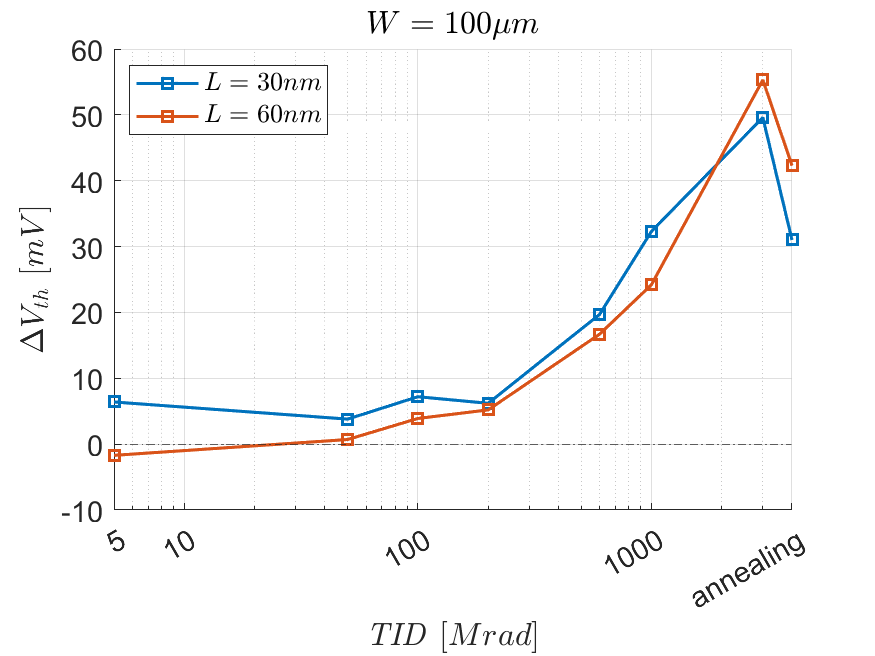 W = 100μm
60
50
40
30
20
10
0
-10
ΔV_th [mV]
L = 30nm
L = 60nm
5
10
100
1000
annealing
TID [Mrad]